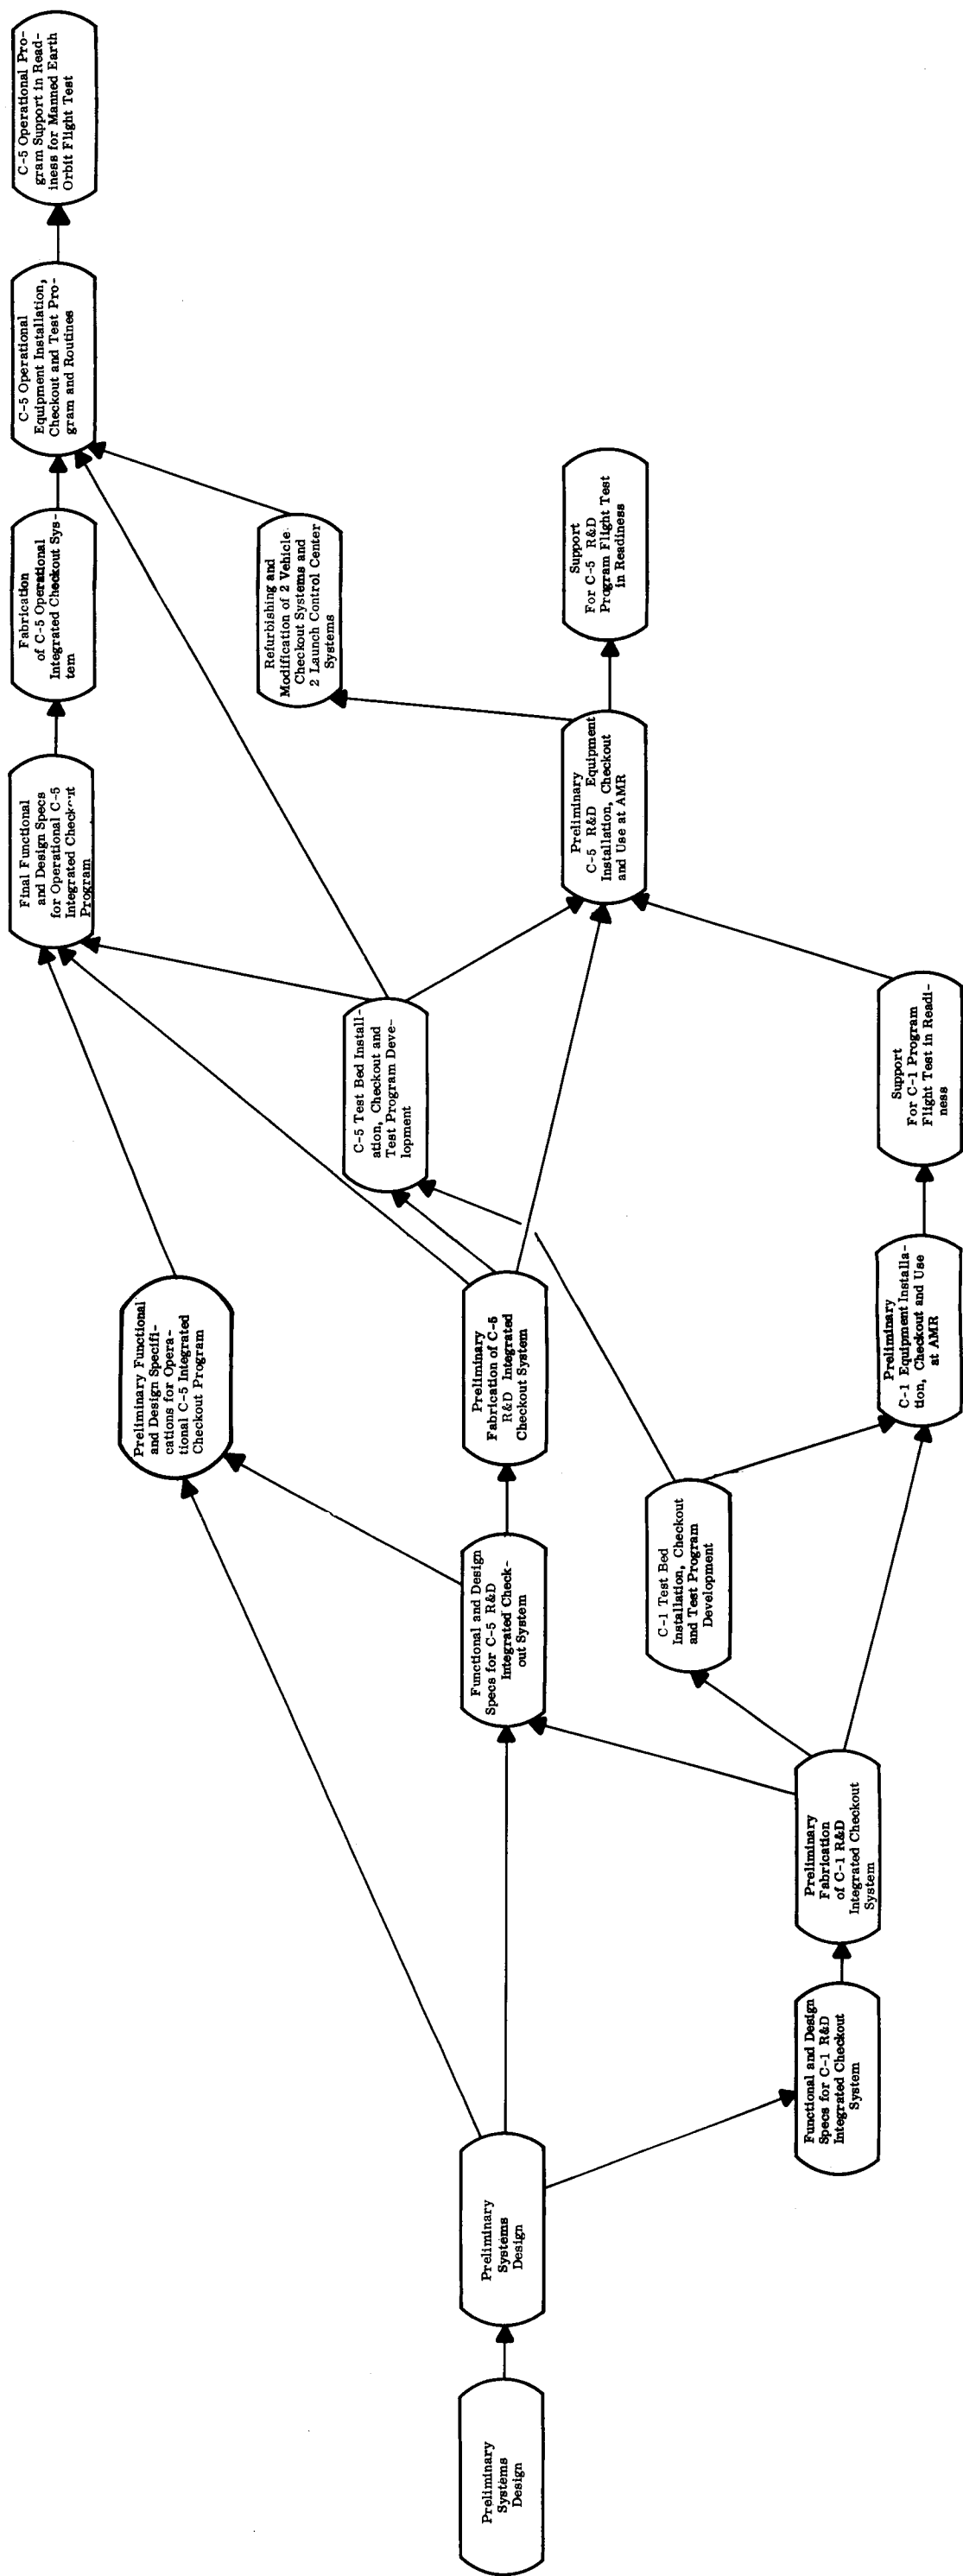 Preliminary
Systems
Design
Preliminary
Systems
Design
Functional and Design
Specs for C-1 R&D
Integrated Checkout
System
Preliminary
Fabrication
of C-1 R&D
Integrated Checkout
System
Functional and Design
Specs for C-5 R&D
Integrated Check-
out System
C-1 Test Bed
Installation, Checkout
and Test Program
Development
Preliminary Functional
and Design Specifi-
cations for Opera-
tional C-5 Integrated
Checkout Program
Preliminary
Fabrication of C-5
R&D Integrated
Checkout System
Preliminary
C-1 Equipment Installa-
tion, Checkout and Use
at AMR
C-5 Test Bed Install-
ation, Checkout and
Test Program Deve-
lopment
Support
For C-1 Program
Flight Test in Readi-
ness
Final Functional
and Design Specs
for Operational C-5
Integrated Checkout
Program
Preliminary
C-5 R&D Equipment
Installation, Checkout
and Use at AMR
Fabrication
of C-5 Operational
Integrated Checkout Sys-
tem
Refurbishing and
Modification of 2 Vehicle
Checkout Systems and
2 Launch Control Center
Systems
Support
For C-5 R&D
Program Flight Test
in Readiness
C-5 Operational
Equipment Installation,
Checkout and Test Pro-
gram and Routines
C-5 Operational Pro-
gram Support in Read-
iness for Manned Earth
Orbit Flight Test